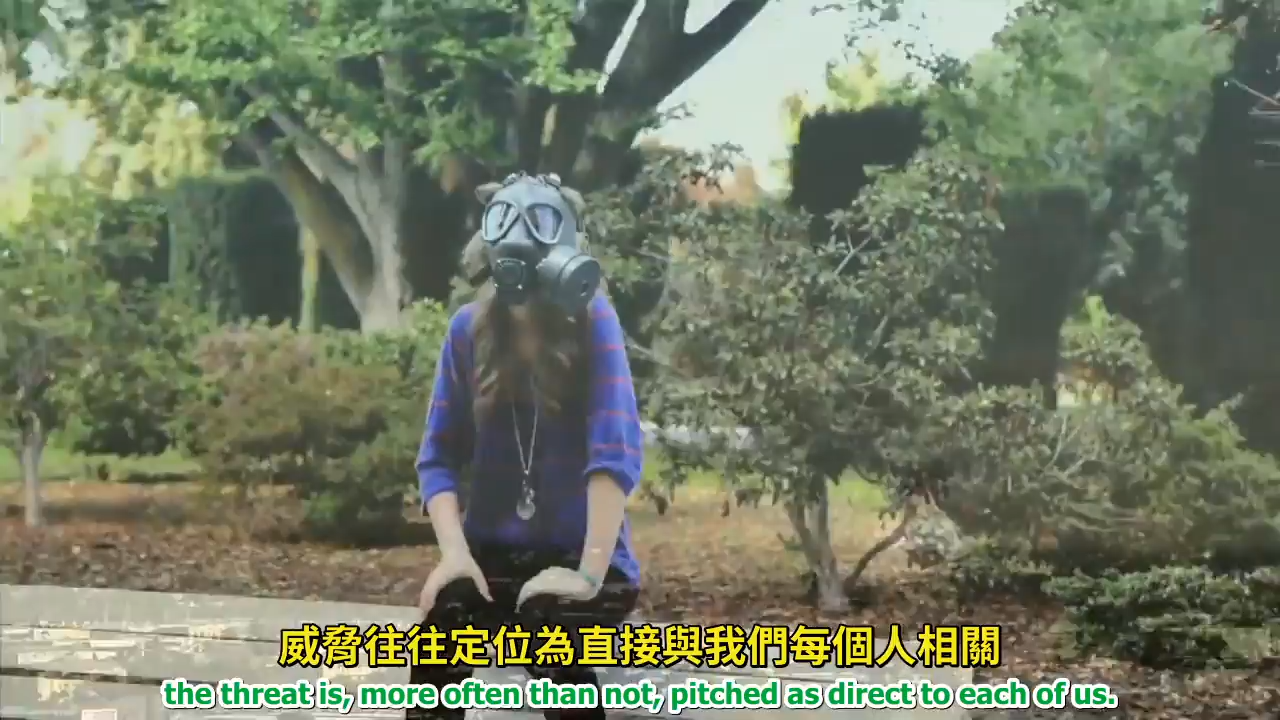 威脅往往定位為直接與我們每個人相關
the threat is, more often than not, pitched as direct to each of us.